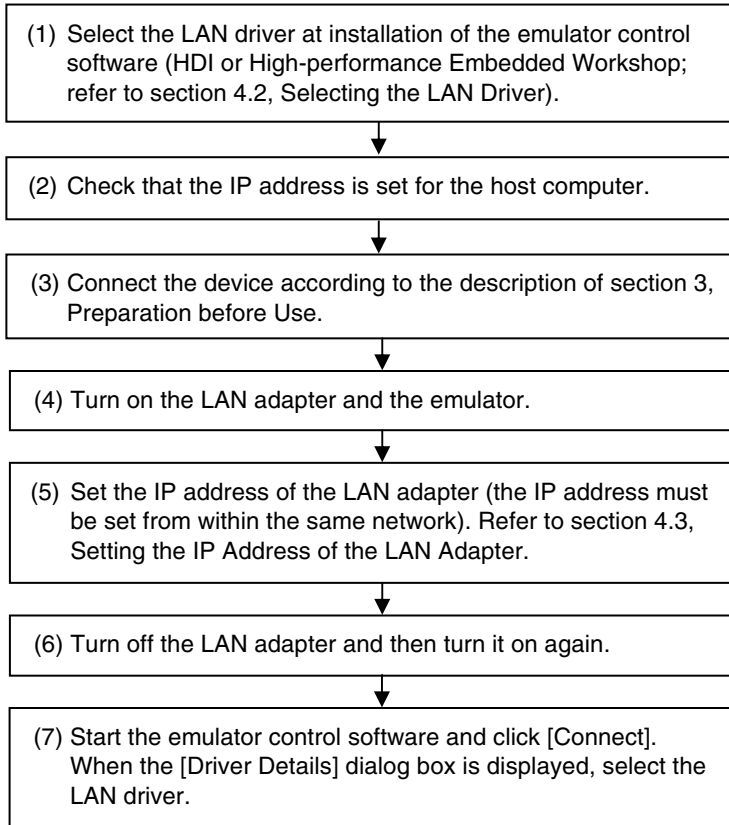 (1) Select the LAN driver at installation of the emulator control
software (HDI or High-performance Embedded Workshop;
refer to section 4.2, Selecting the LAN Driver).
(2) Check that the IP address is set for the host computer.
(3) Connect the device according to the description of section 3,
Preparation before Use.
(4) Turn on the LAN adapter and the emulator.
(5) Set the IP address of the LAN adapter (the IP address must
be set from within the same network). Refer to section 4.3,
Setting the IP Address of the LAN Adapter.
(6) Turn off the LAN adapter and then turn it on again.
(7) Start the emulator control software and click [Connect].
When the [Driver Details] dialog box is displayed, select the
LAN driver.